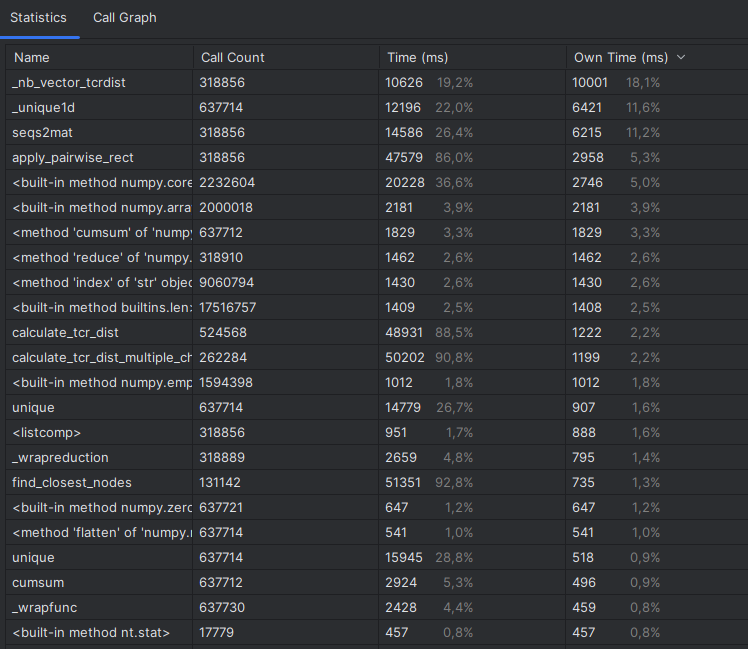 Statistics Call Graph
Name Call Count Time (ms) Own Time (ms)
_nb_vector_tcrdist 318856 10626 19,2% 10001 18,1%
_unique1d 637714 12196 22,0% 6421 11,6%
seqs2mat 318856 14586 26,4% 6215 11,2%
apply_pairwise_rect 318856 47579 86,0% 2958 5,3%
<built-in method numpy.core 2232604 20228 36,6% 2746 5,0%
<built-in method numpy.arra 2000018 2181 3,9% 2181 3,9%
<method 'cumsum' of 'numpy 637712 1829 3,3% 1829 3,3%
<method 'reduce' of 'numpy. 318910 1462 2,6% 1462 2,6%
<method 'index' of 'str' objec 9060794 1430 2,6% 1430 2,6%
<built-in method builtins.len> 17516757 1409 2,5% 1408 2,5%
calculate_tcr_dist 524568 48931 88,5% 1222 2,2%
calculate_tcr_dist_multiple_ch 262284 50202 90,8% 1199 2,2%
<built-in method numpy.emp 1594398 1012 1,8% 1012 1,8%
unique 637714 14779 26,7% 907 1,6%
<listcomp> 318856 951 1,7% 888 1,6%
_wrapreduction 318889 2659 4,8% 795 1,4%
find_closest_nodes 131142 51351 92,8% 735 1,3%
<built-in method numpy.zero 637721 647 1,2% 647 1,2%
<method 'flatten' of 'numpy.r 637714 541 1,0% 541 1,0%
unique 637714 15945 28,8% 518 0,9%
cumsum 637712 2924 5,3% 496 0,9%
_wrapfunc 637730 2428 4,4% 459 0,8%
<built-in method nt.stat> 17779 457 0,8% 457 0,8%